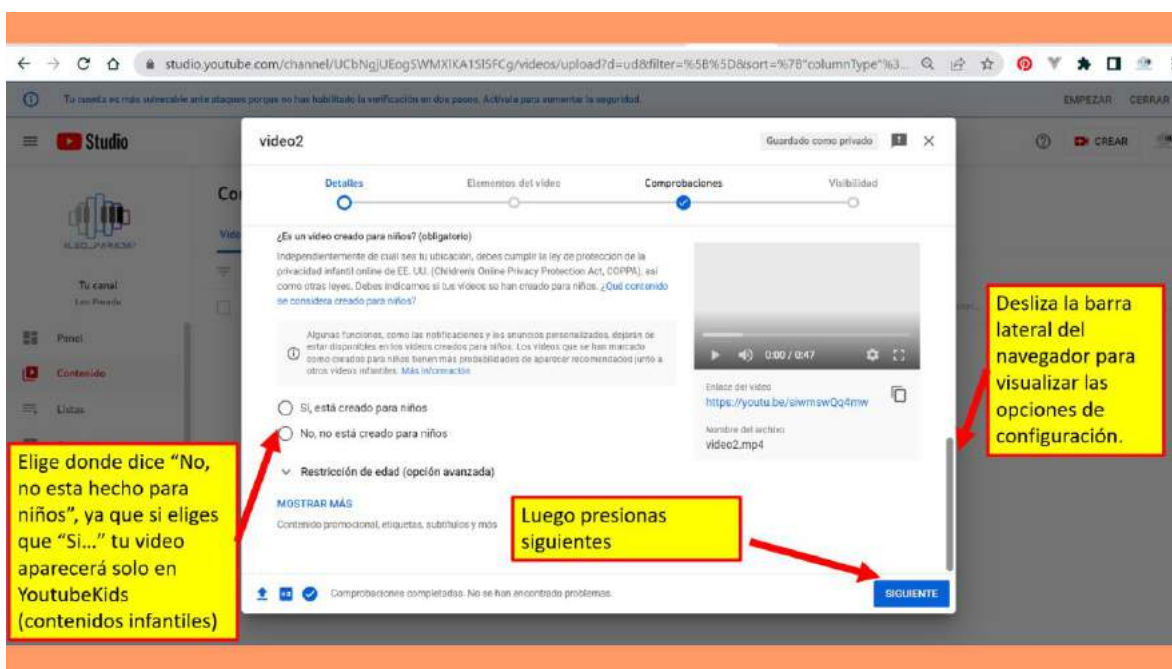 studio.youtube.com/channel/UCbNgjUEogSWMXIKA1SISFCg/videos/upload?d=ud&filter=%5B%5D&sort=%7B"columnType"%3...
Tu cuenta es más vulnerable ante ataques porque no has habilitado la verificación en dos pasos. Actívala para aumentar la seguridad.
EMPEZAR CERRAR
Studio
video2
Guardado como privado
CREAR
Detalles
Elementos del vídeo
Comprobaciones
Visibilidad
¿Es un vídeo creado para niños? (obligatorio)
Independientemente de cuál sea tu ubicación, debes cumplir la ley de protección de la
privacidad infantil online de EE. UU. (Children's Online Privacy Protection Act, COPPA), así
como otras leyes. Debes indicarnos si tus vídeos se han creado para niños. ¿Qué contenido
se considera creado para niños?
Algunas funciones, como las notificaciones y los anuncios personalizados, dejarán de
estar disponibles en los vídeos creados para niños. Los vídeos que se han marcado
como creados para niños tienen más probabilidades de aparecer recomendados junto a
otros vídeos infantiles. Más información
Sí, está creado para niños
No, no está creado para niños
Restricción de edad (opción avanzada)
MOSTRAR MÁS
Contenido promocional, etiquetas, subtítulos y más
0:00 / 0:47
Enlace del vídeo
https://youtu.be/siwmswQq4mw
Nombre del archivo
video2.mp4
Comprobaciones completadas. No se han encontrado problemas.
SIGUIENTE
Tu canal
Panel
Contenido
Listas
Elige donde dice "No,
no esta hecho para
niños", ya que si eliges
que "Si..." tu video
aparecerá solo en
YoutubeKids
(contenidos infantiles)
Luego presionas
siguientes
Desliza la barra
lateral del
navegador para
visualizar las
opciones de
configuración.